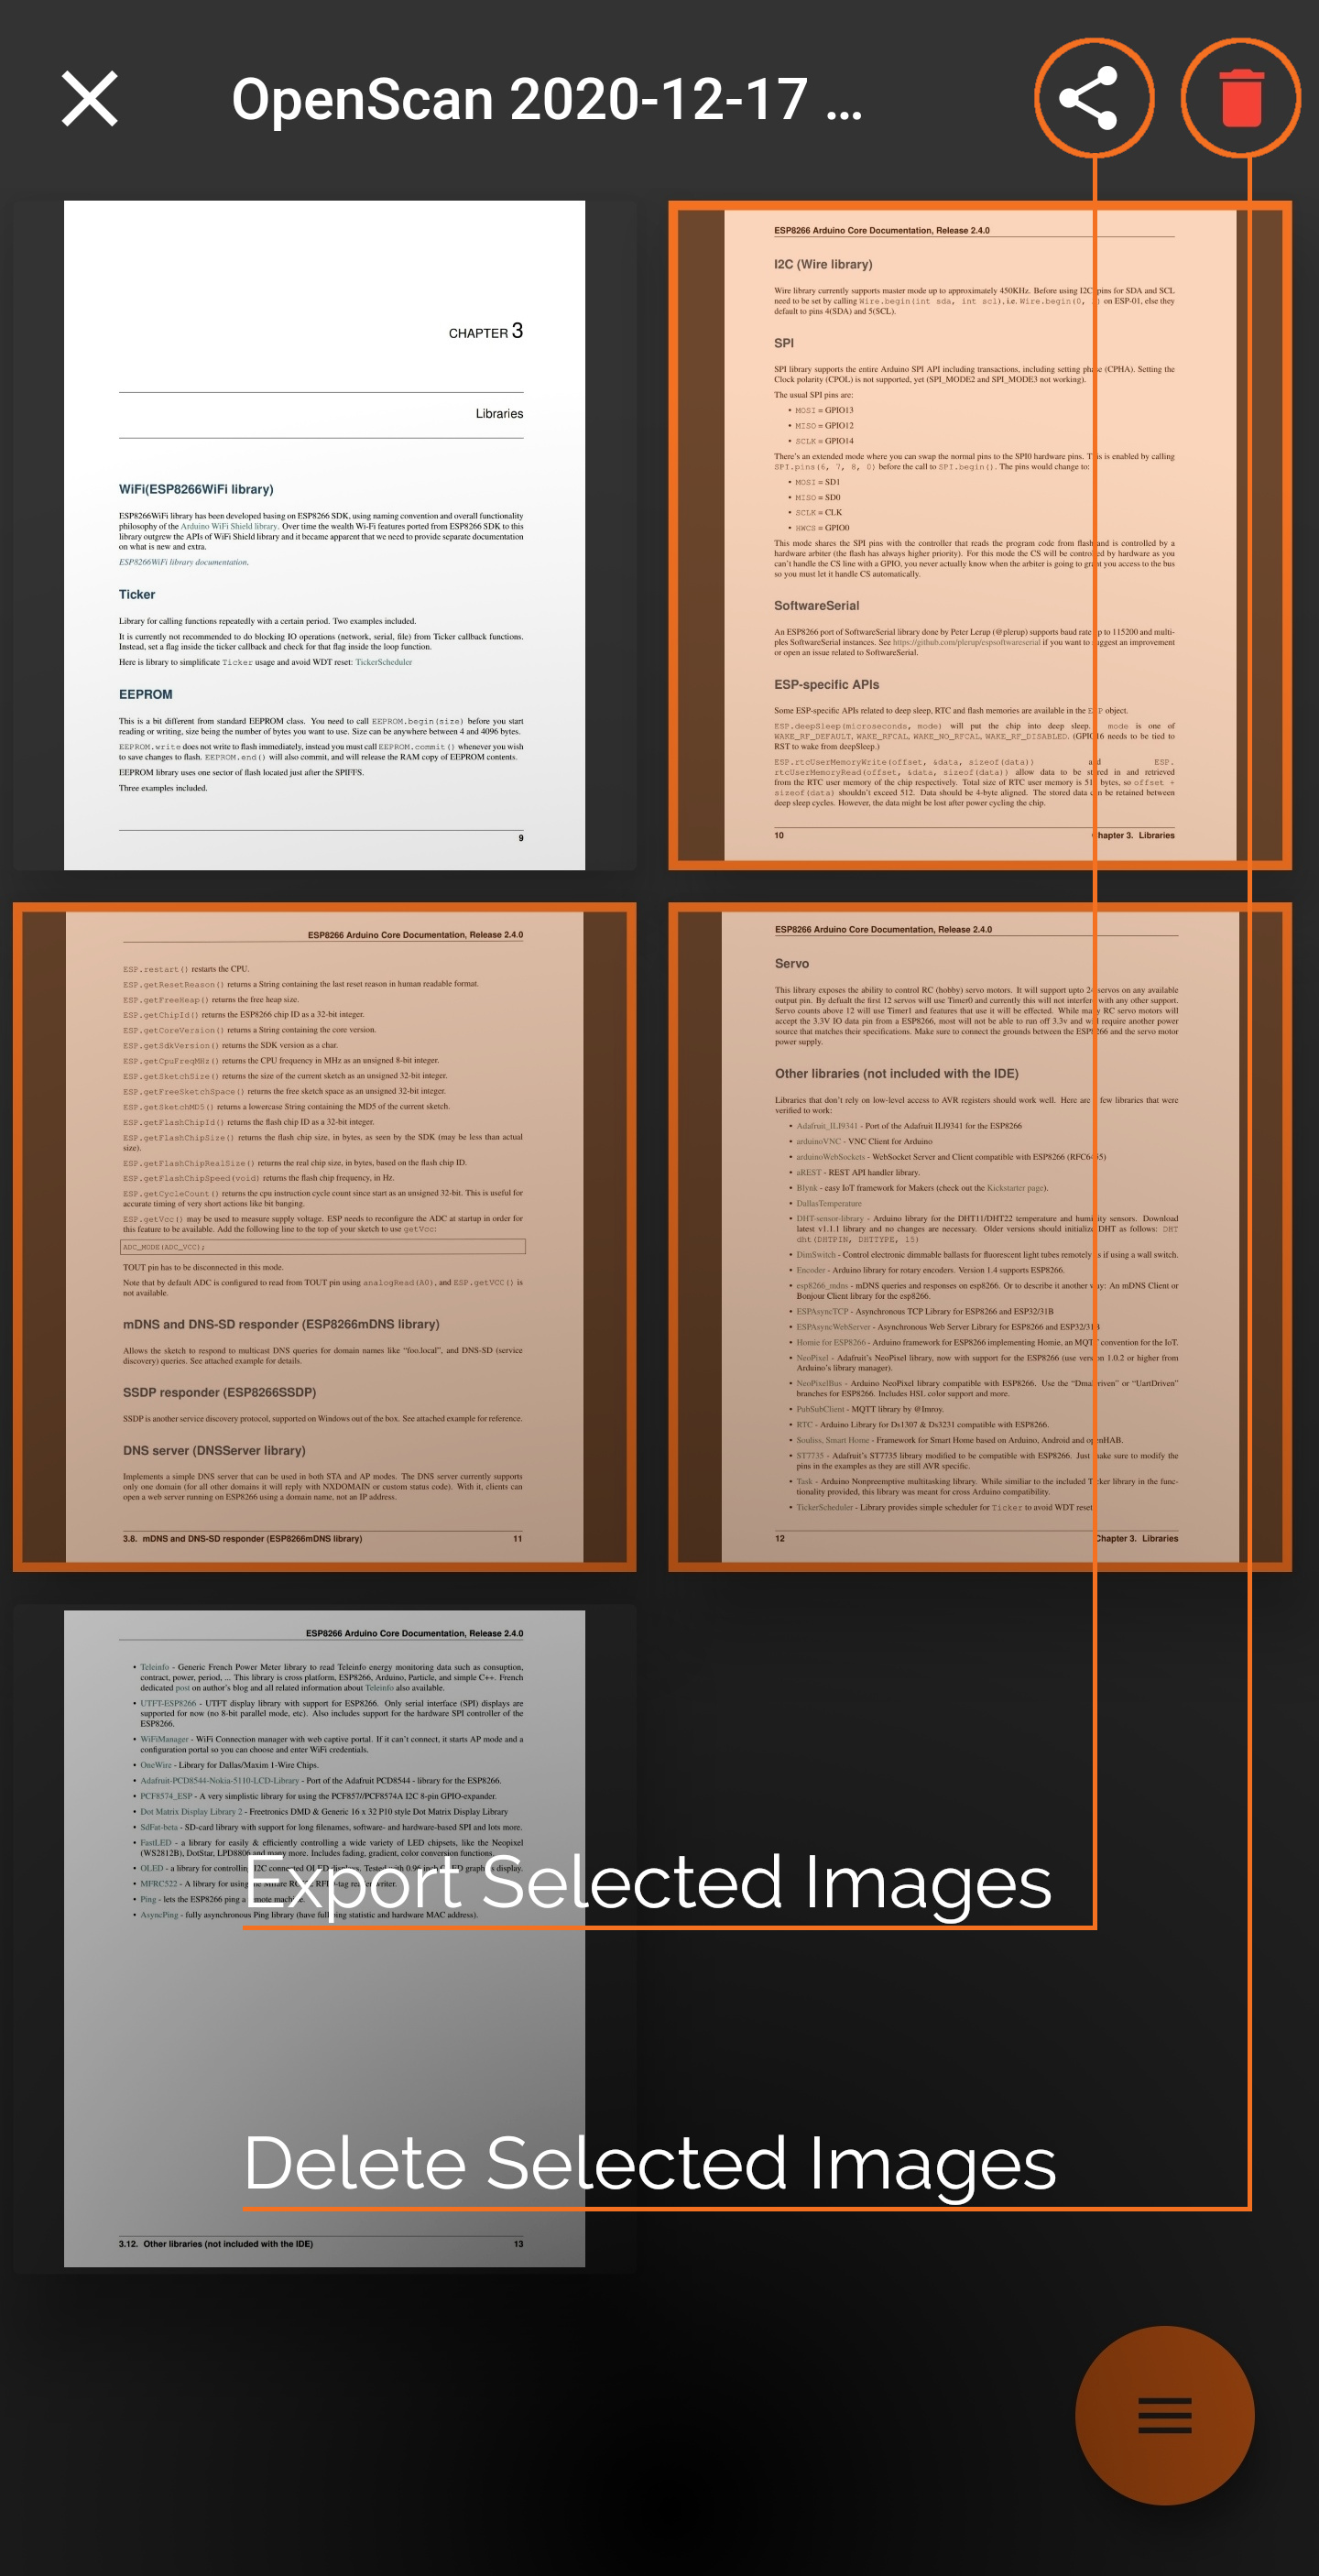 OpenScan 2020-12-17 ...
CHAPTER 3
Libraries
WiFi(ESP8266WiFi library)
ESP8266WiFi library has been developed basing on ESP8266 SDK, using naming convention and overall functionality
philosophy of the Arduino WiFi Shield library. Over time the wealth Wi-Fi features ported from ESP8266 SDK to this
library outgrew the APIs of WiFi Shield library and it became apparent that we need to provide separate documentation
on what is new and extra.
ESP8266WiFi library documentation.
Ticker
Library for calling functions repeatedly with a certain period. Two examples included.
It is currently not recommended to do blocking IO operations (network, serial, file) from Ticker callback functions.
Instead, set a flag inside the ticker callback and check for that flag inside the loop function.
Here is library to simplificate Ticker usage and avoid WDT reset: TickerScheduler
EEPROM
This is a bit different from standard EEPROM class. You need to call EEPROM.begin(size) before you start
reading or writing, size being the number of bytes you want to use. Size can be anywhere between 4 and 4096 bytes.
EEPROM.write does not write to flash immediately, instead you must call EEPROM.commit() whenever you wish
to save changes to flash. EEPROM.end() will also commit, and will release the RAM copy of EEPROM contents.
EEPROM library uses one sector of flash located just after the SPIFFS.
Three examples included.
9
ESP8266 Arduino Core Documentation, Release 2.4.0
I2C (Wire library)
Wire library currently supports master mode up to approximately 450KHz. Before using I2C pins for SDA and SCL
need to be set by calling Wire.begin(int sda, int scl), i.e. Wire.begin(0, ) on ESP-01, else they
default to pins 4(SDA) and 5(SCL).
SPI
SPI library supports the entire Arduino SPI API including transactions, including setting phase (CPHA). Setting the
Clock polarity (CPOL) is not supported, yet (SPI_MODE2 and SPI_MODE3 not working).
The usual SPI pins are:
• MOSI = GPIO13
• MISO = GPIO12
• SCLK = GPIO14
There's an extended mode where you can swap the normal pins to the SPI0 hardware pins. This is enabled by calling
SPI.pins(6, 7, 8, 0) before the call to SPI.begin(). The pins would change to:
• MOSI = SD1
• MISO = SD0
• SCLK = CLK
• HWCS = GPIO0
This mode shares the SPI pins with the controller that reads the program code from flash and is controlled by a
hardware arbiter (the flash has always higher priority). For this mode the CS will be controlled by hardware as you
can't handle the CS line with a GPIO, you never actually know when the arbiter is going to grant you access to the bus
so you must let it handle CS automatically.
SoftwareSerial
An ESP8266 port of SoftwareSerial library done by Peter Lerup (@plerup) supports baud rate up to 115200 and multi-
ples SoftwareSerial instances. See https://github.com/plerup/espsoftwareserial if you want to suggest an improvement
or open an issue related to SoftwareSerial.
ESP-specific APIs
Some ESP-specific APIs related to deep sleep, RTC and flash memories are available in the ESP object.
ESP.deepSleep(microseconds, mode) will put the chip into deep sleep. mode is one of
WAKE_RF_DEFAULT, WAKE_RFCAL, WAKE_NO_RFCAL, WAKE_RF_DISABLED. (GPIO16 needs to be tied to
RST to wake from deepSleep.)
ESP.rtcUserMemoryWrite(offset, &data, sizeof(data)) and ESP.
rtcUserMemoryRead(offset, &data, sizeof(data)) allow data to be stored in and retrieved
from the RTC user memory of the chip respectively. Total size of RTC user memory is 512 bytes, so offset +
sizeof(data) shouldn't exceed 512. Data should be 4-byte aligned. The stored data can be retained between
deep sleep cycles. However, the data might be lost after power cycling the chip.
10 Chapter 3. Libraries
ESP8266 Arduino Core Documentation, Release 2.4.0
ESP.restart() restarts the CPU.
ESP.getResetReason() returns a String containing the last reset reason in human readable format.
ESP.getFreeHeap() returns the free heap size.
ESP.getChipId() returns the ESP8266 chip ID as a 32-bit integer.
ESP.getCoreVersion() returns a String containing the core version.
ESP.getSdkVersion() returns the SDK version as a char.
ESP.getCpuFreqMHz() returns the CPU frequency in MHz as an unsigned 8-bit integer.
ESP.getSketchSize() returns the size of the current sketch as an unsigned 32-bit integer.
ESP.getFreeSketchSpace() returns the free sketch space as an unsigned 32-bit integer.
ESP.getSketchMD5() returns a lowercase String containing the MD5 of the current sketch.
ESP.getFlashChipId() returns the flash chip ID as a 32-bit integer.
ESP.getFlashChipSize() returns the flash chip size, in bytes, as seen by the SDK (may be less than actual
size).
ESP.getFlashChipRealSize() returns the real chip size, in bytes, based on the flash chip ID.
ESP.getFlashChipSpeed(void) returns the flash chip frequency, in Hz.
ESP.getCycleCount() returns the cpu instruction cycle count since start as an unsigned 32-bit. This is useful for
accurate timing of very short actions like bit banging.
ESP.getVcc() may be used to measure supply voltage. ESP needs to reconfigure the ADC at startup in order for
this feature to be available. Add the following line to the top of your sketch to use getVcc:
ADC_MODE(ADC_VCC);
TOUT pin has to be disconnected in this mode.
Note that by default ADC is configured to read from TOUT pin using analogRead(A0), and ESP.getVCC() is
not available.
mDNS and DNS-SD responder (ESP8266mDNS library)
Allows the sketch to respond to multicast DNS queries for domain names like "foo.local", and DNS-SD (service
discovery) queries. See attached example for details.
SSDP responder (ESP8266SSDP)
SSDP is another service discovery protocol, supported on Windows out of the box. See attached example for reference.
DNS server (DNSServer library)
Implements a simple DNS server that can be used in both STA and AP modes. The DNS server currently supports
only one domain (for all other domains it will reply with NXDOMAIN or custom status code). With it, clients can
open a web server running on ESP8266 using a domain name, not an IP address.
3.8. mDNS and DNS-SD responder (ESP8266mDNS library) 11
ESP8266 Arduino Core Documentation, Release 2.4.0
Servo
This library exposes the ability to control RC (hobby) servo motors. It will support upto 24 servos on any available
output pin. By defualt the first 12 servos will use Timer0 and currently this will not interfere with any other support.
Servo counts above 12 will use Timer1 and features that use it will be effected. While many RC servo motors will
accept the 3.3V IO data pin from a ESP8266, most will not be able to run off 3.3v and will require another power
source that matches their specifications. Make sure to connect the grounds between the ESP8266 and the servo motor
power supply.
Other libraries (not included with the IDE)
Libraries that don't rely on low-level access to AVR registers should work well. Here are few libraries that were
verified to work:
• Adafruit_ILI9341 - Port of the Adafruit ILI9341 for the ESP8266
• arduinoVNC - VNC Client for Arduino
• arduinoWebSockets - WebSocket Server and Client compatible with ESP8266 (RFC6455)
• aREST - REST API handler library.
• Blynk - easy IoT framework for Makers (check out the Kickstarter page).
• DallasTemperature
• DHT-sensor-library - Arduino library for the DHT11/DHT22 temperature and humidity sensors. Download
latest v1.1.1 library and no changes are necessary. Older versions should initialize DHT as follows: DHT
dht(DHTPIN, DHTTYPE, 15)
• DimSwitch - Control electronic dimmable ballasts for fluorescent light tubes remotely as if using a wall switch.
• Encoder - Arduino library for rotary encoders. Version 1.4 supports ESP8266.
• esp8266_mdns - mDNS queries and responses on esp8266. Or to describe it another way: An mDNS Client or
Bonjour Client library for the esp8266.
• ESPAsyncTCP - Asynchronous TCP Library for ESP8266 and ESP32/31B
• ESPAsyncWebServer - Asynchronous Web Server Library for ESP8266 and ESP32/31B
• Homie for ESP8266 - Arduino framework for ESP8266 implementing Homie, an MQTT convention for the IoT.
• NeoPixel - Adafruit's NeoPixel library, now with support for the ESP8266 (use version 1.0.2 or higher from
Arduino's library manager).
• NeoPixelBus - Arduino NeoPixel library compatible with ESP8266. Use the "DmaDriven" or "UartDriven"
branches for ESP8266. Includes HSL color support and more.
• PubSubClient - MQTT library by @Imroy.
• RTC - Arduino Library for Ds1307 & Ds3231 compatible with ESP8266.
• Souliss, Smart Home - Framework for Smart Home based on Arduino, Android and openHAB.
• ST7735 - Adafruit's ST7735 library modified to be compatible with ESP8266. Just make sure to modify the
pins in the examples as they are still AVR specific.
• Task - Arduino Nonpreemptive multitasking library. While similiar to the included Ticker library in the func-
tionality provided, this library was meant for cross Arduino compatibility.
• TickerScheduler - Library provides simple scheduler for Ticker to avoid WDT reset
12 Chapter 3. Libraries
ESP8266 Arduino Core Documentation, Release 2.4.0
• Teleinfo - Generic French Power Meter library to read Teleinfo energy monitoring data such as consuption,
contract, power, period, ... This library is cross platform, ESP8266, Arduino, Particle, and simple C++. French
dedicated post on author's blog and all related information about Teleinfo also available.
• UTFT-ESP8266 - UTFT display library with support for ESP8266. Only serial interface (SPI) displays are
supported for now (no 8-bit parallel mode, etc). Also includes support for the hardware SPI controller of the
ESP8266.
• WiFiManager - WiFi Connection manager with web captive portal. If it can't connect, it starts AP mode and a
configuration portal so you can choose and enter WiFi credentials.
• OneWire - Library for Dallas/Maxim 1-Wire Chips.
• Adafruit-PCD8544-Nokia-5110-LCD-Library - Port of the Adafruit PCD8544 - library for the ESP8266.
• PCF8574_ESP - A very simplistic library for using the PCF857//PCF8574A I2C 8-pin GPIO-expander.
• Dot Matrix Display Library 2 - Freetronics DMD & Generic 16 x 32 P10 style Dot Matrix Display Library
• SdFat-beta - SD-card library with support for long filenames, software- and hardware-based SPI and lots more.
• FastLED - a library for easily & efficiently controlling a wide variety of LED chipsets, like the Neopixel
(WS2812B), DotStar, LPD8806 and many more. Includes fading, gradient, color conversion functions.
• OLED - a library for controlling I2C connected OLED displays. Tested with 0.96 inch OLED graphics display.
• MFRC522 - A library for using the Mifare RC522 RFID-tag reader/writer.
• Ping - lets the ESP8266 ping a remote machine.
• AsyncPing - fully asynchronous Ping library (have full ping statistic and hardware MAC address).
Export Selected Images
Delete Selected Images
3.12. Other libraries (not included with the IDE) 13